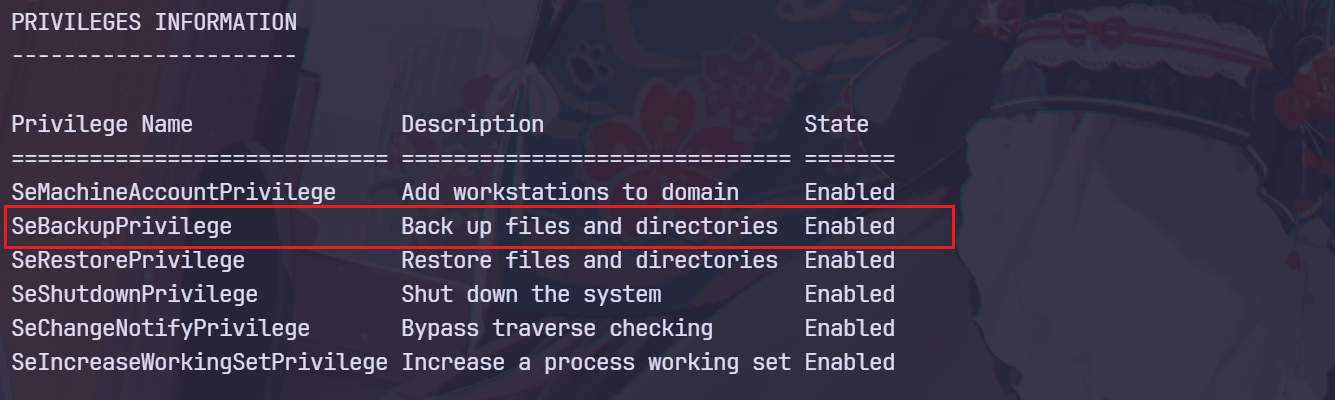 PRIVILEGES INFORMATION
----------------------
Privilege Name                Description                    State
============================= ============================== =======
SeMachineAccountPrivilege     Add workstations to domain     Enabled
SeBackupPrivilege             Back up files and directories  Enabled
SeRestorePrivilege            Restore files and directories  Enabled
SeShutdownPrivilege           Shut down the system           Enabled
SeChangeNotifyPrivilege       Bypass traverse checking       Enabled
SeIncreaseWorkingSetPrivilege Increase a process working set Enabled